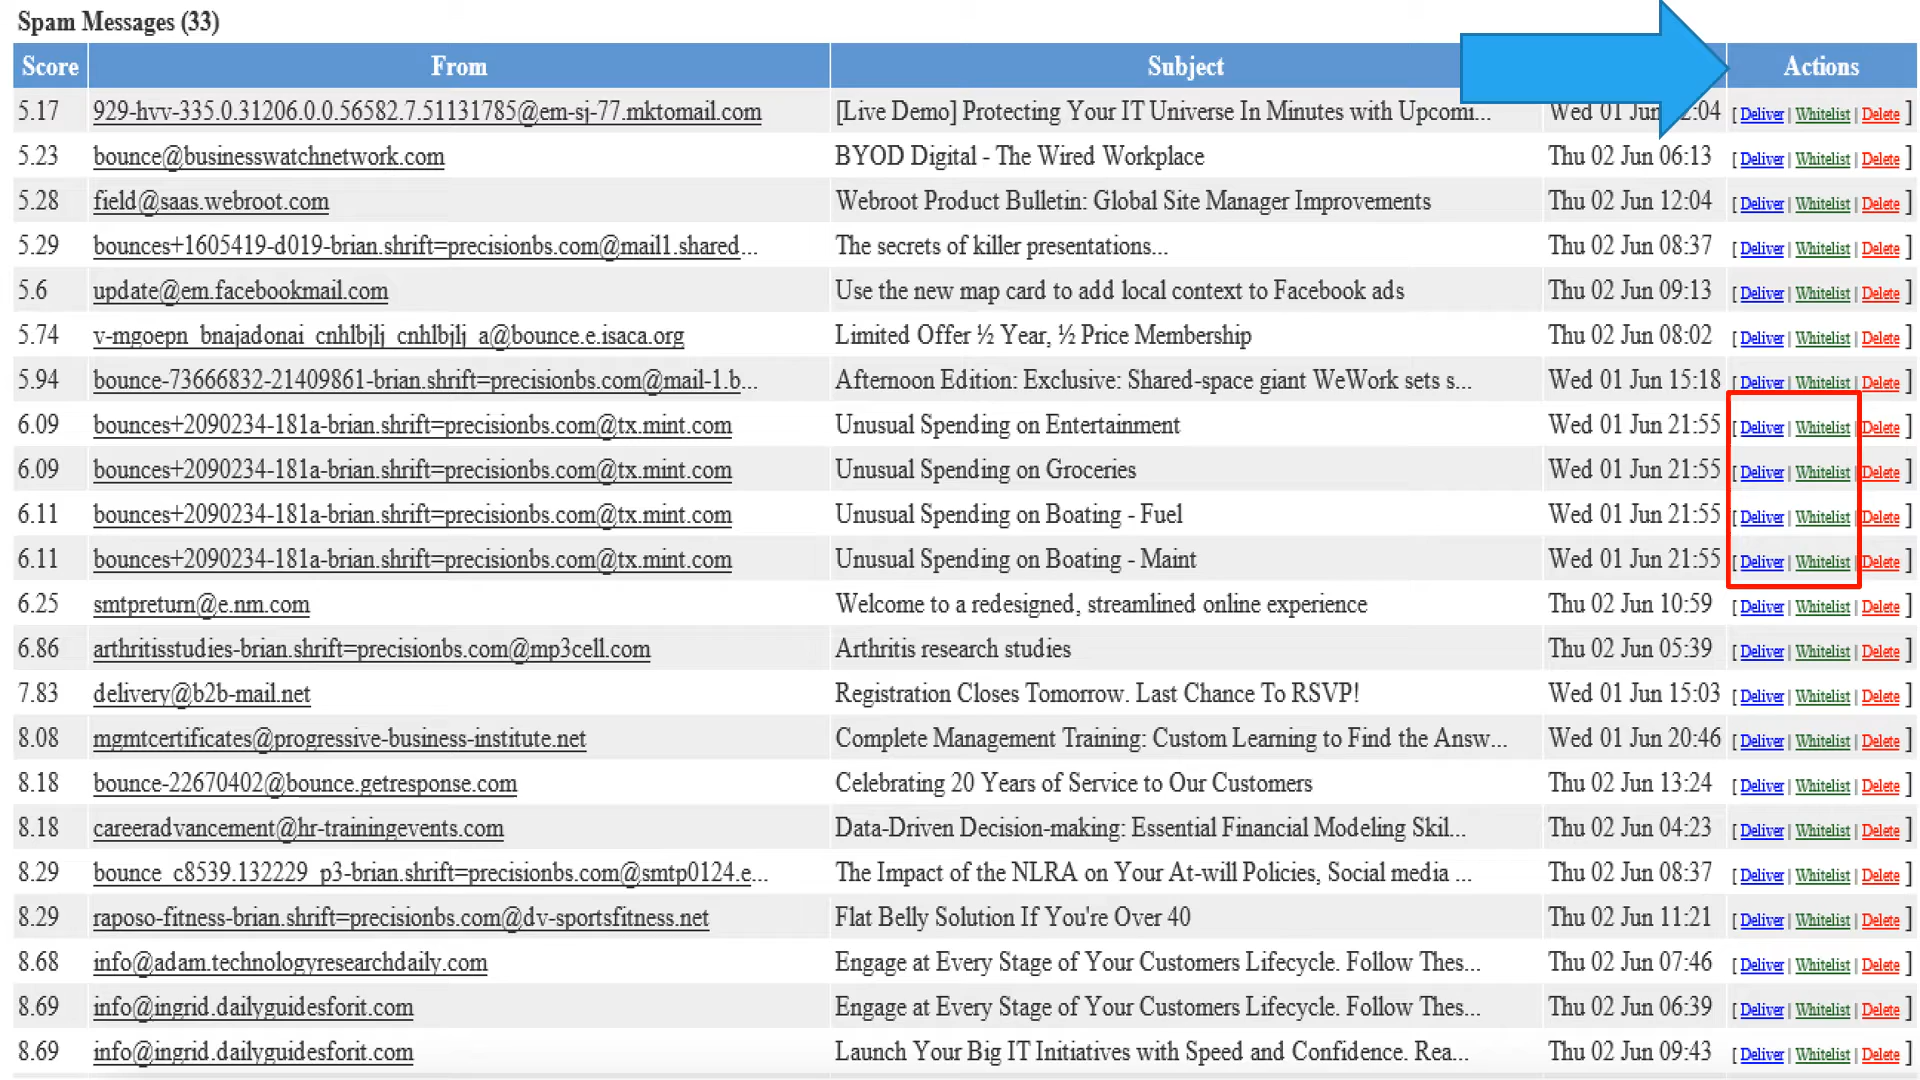 Spam Messages (33)
Score From Subject Actions
5.17 929-hvv-335.0.31206.0.0.56582.7.51131785@em-sj-77.mktomail.com [Live Demo] Protecting Your IT Universe In Minutes with Upcomi... Wed 01 Jun 2:04 [ Deliver | Whitelist | Delete ]
5.23 bounce@businesswatchnetwork.com BYOD Digital - The Wired Workplace Thu 02 Jun 06:13 [ Deliver | Whitelist | Delete ]
5.28 field@saas.webroot.com Webroot Product Bulletin: Global Site Manager Improvements Thu 02 Jun 12:04 [ Deliver | Whitelist | Delete ]
5.29 bounces+1605419-d019-brian.shrift=precisionbs.com@mail1.shared... The secrets of killer presentations... Thu 02 Jun 08:37 [ Deliver | Whitelist | Delete ]
5.6 update@em.facebookmail.com Use the new map card to add local context to Facebook ads Thu 02 Jun 09:13 [ Deliver | Whitelist | Delete ]
5.74 v-mgoepn_bnajadonai_cnhlbjlj_cnhlbjlj_a@bounce.e.isaca.org Limited Offer ½ Year, ½ Price Membership Thu 02 Jun 08:02 [ Deliver | Whitelist | Delete ]
5.94 bounce-73666832-21409861-brian.shrift=precisionbs.com@mail-1.b... Afternoon Edition: Exclusive: Shared-space giant WeWork sets s... Wed 01 Jun 15:18 [ Deliver | Whitelist | Delete ]
6.09 bounces+2090234-181a-brian.shrift=precisionbs.com@tx.mint.com Unusual Spending on Entertainment Wed 01 Jun 21:55 [ Deliver | Whitelist | Delete ]
6.09 bounces+2090234-181a-brian.shrift=precisionbs.com@tx.mint.com Unusual Spending on Groceries Wed 01 Jun 21:55 [ Deliver | Whitelist | Delete ]
6.11 bounces+2090234-181a-brian.shrift=precisionbs.com@tx.mint.com Unusual Spending on Boating - Fuel Wed 01 Jun 21:55 [ Deliver | Whitelist | Delete ]
6.11 bounces+2090234-181a-brian.shrift=precisionbs.com@tx.mint.com Unusual Spending on Boating - Maint Wed 01 Jun 21:55 [ Deliver | Whitelist | Delete ]
6.25 smtpreturn@e.nm.com Welcome to a redesigned, streamlined online experience Thu 02 Jun 10:59 [ Deliver | Whitelist | Delete ]
6.86 arthritisstudies-brian.shrift=precisionbs.com@mp3cell.com Arthritis research studies Thu 02 Jun 05:39 [ Deliver | Whitelist | Delete ]
7.83 delivery@b2b-mail.net Registration Closes Tomorrow. Last Chance To RSVP! Wed 01 Jun 15:03 [ Deliver | Whitelist | Delete ]
8.08 mgmtcertificates@progressive-business-institute.net Complete Management Training: Custom Learning to Find the Answ... Wed 01 Jun 20:46 [ Deliver | Whitelist | Delete ]
8.18 bounce-22670402@bounce.getresponse.com Celebrating 20 Years of Service to Our Customers Thu 02 Jun 13:24 [ Deliver | Whitelist | Delete ]
8.18 careeradvancement@hr-trainingevents.com Data-Driven Decision-making: Essential Financial Modeling Skil... Thu 02 Jun 04:23 [ Deliver | Whitelist | Delete ]
8.29 bounce_c8539.132229_p3-brian.shrift=precisionbs.com@smtp0124.e... The Impact of the NLRA on Your At-will Policies, Social media ... Thu 02 Jun 08:37 [ Deliver | Whitelist | Delete ]
8.29 raposo-fitness-brian.shrift=precisionbs.com@dv-sportsfitness.net Flat Belly Solution If You're Over 40 Thu 02 Jun 11:21 [ Deliver | Whitelist | Delete ]
8.68 info@adam.technologyresearchdaily.com Engage at Every Stage of Your Customers Lifecycle. Follow Thes... Thu 02 Jun 07:46 [ Deliver | Whitelist | Delete ]
8.69 info@ingrid.dailyguidesforit.com Engage at Every Stage of Your Customers Lifecycle. Follow Thes... Thu 02 Jun 06:39 [ Deliver | Whitelist | Delete ]
8.69 info@ingrid.dailyguidesforit.com Launch Your Big IT Initiatives with Speed and Confidence. Rea... Thu 02 Jun 09:43 [ Deliver | Whitelist | Delete ]